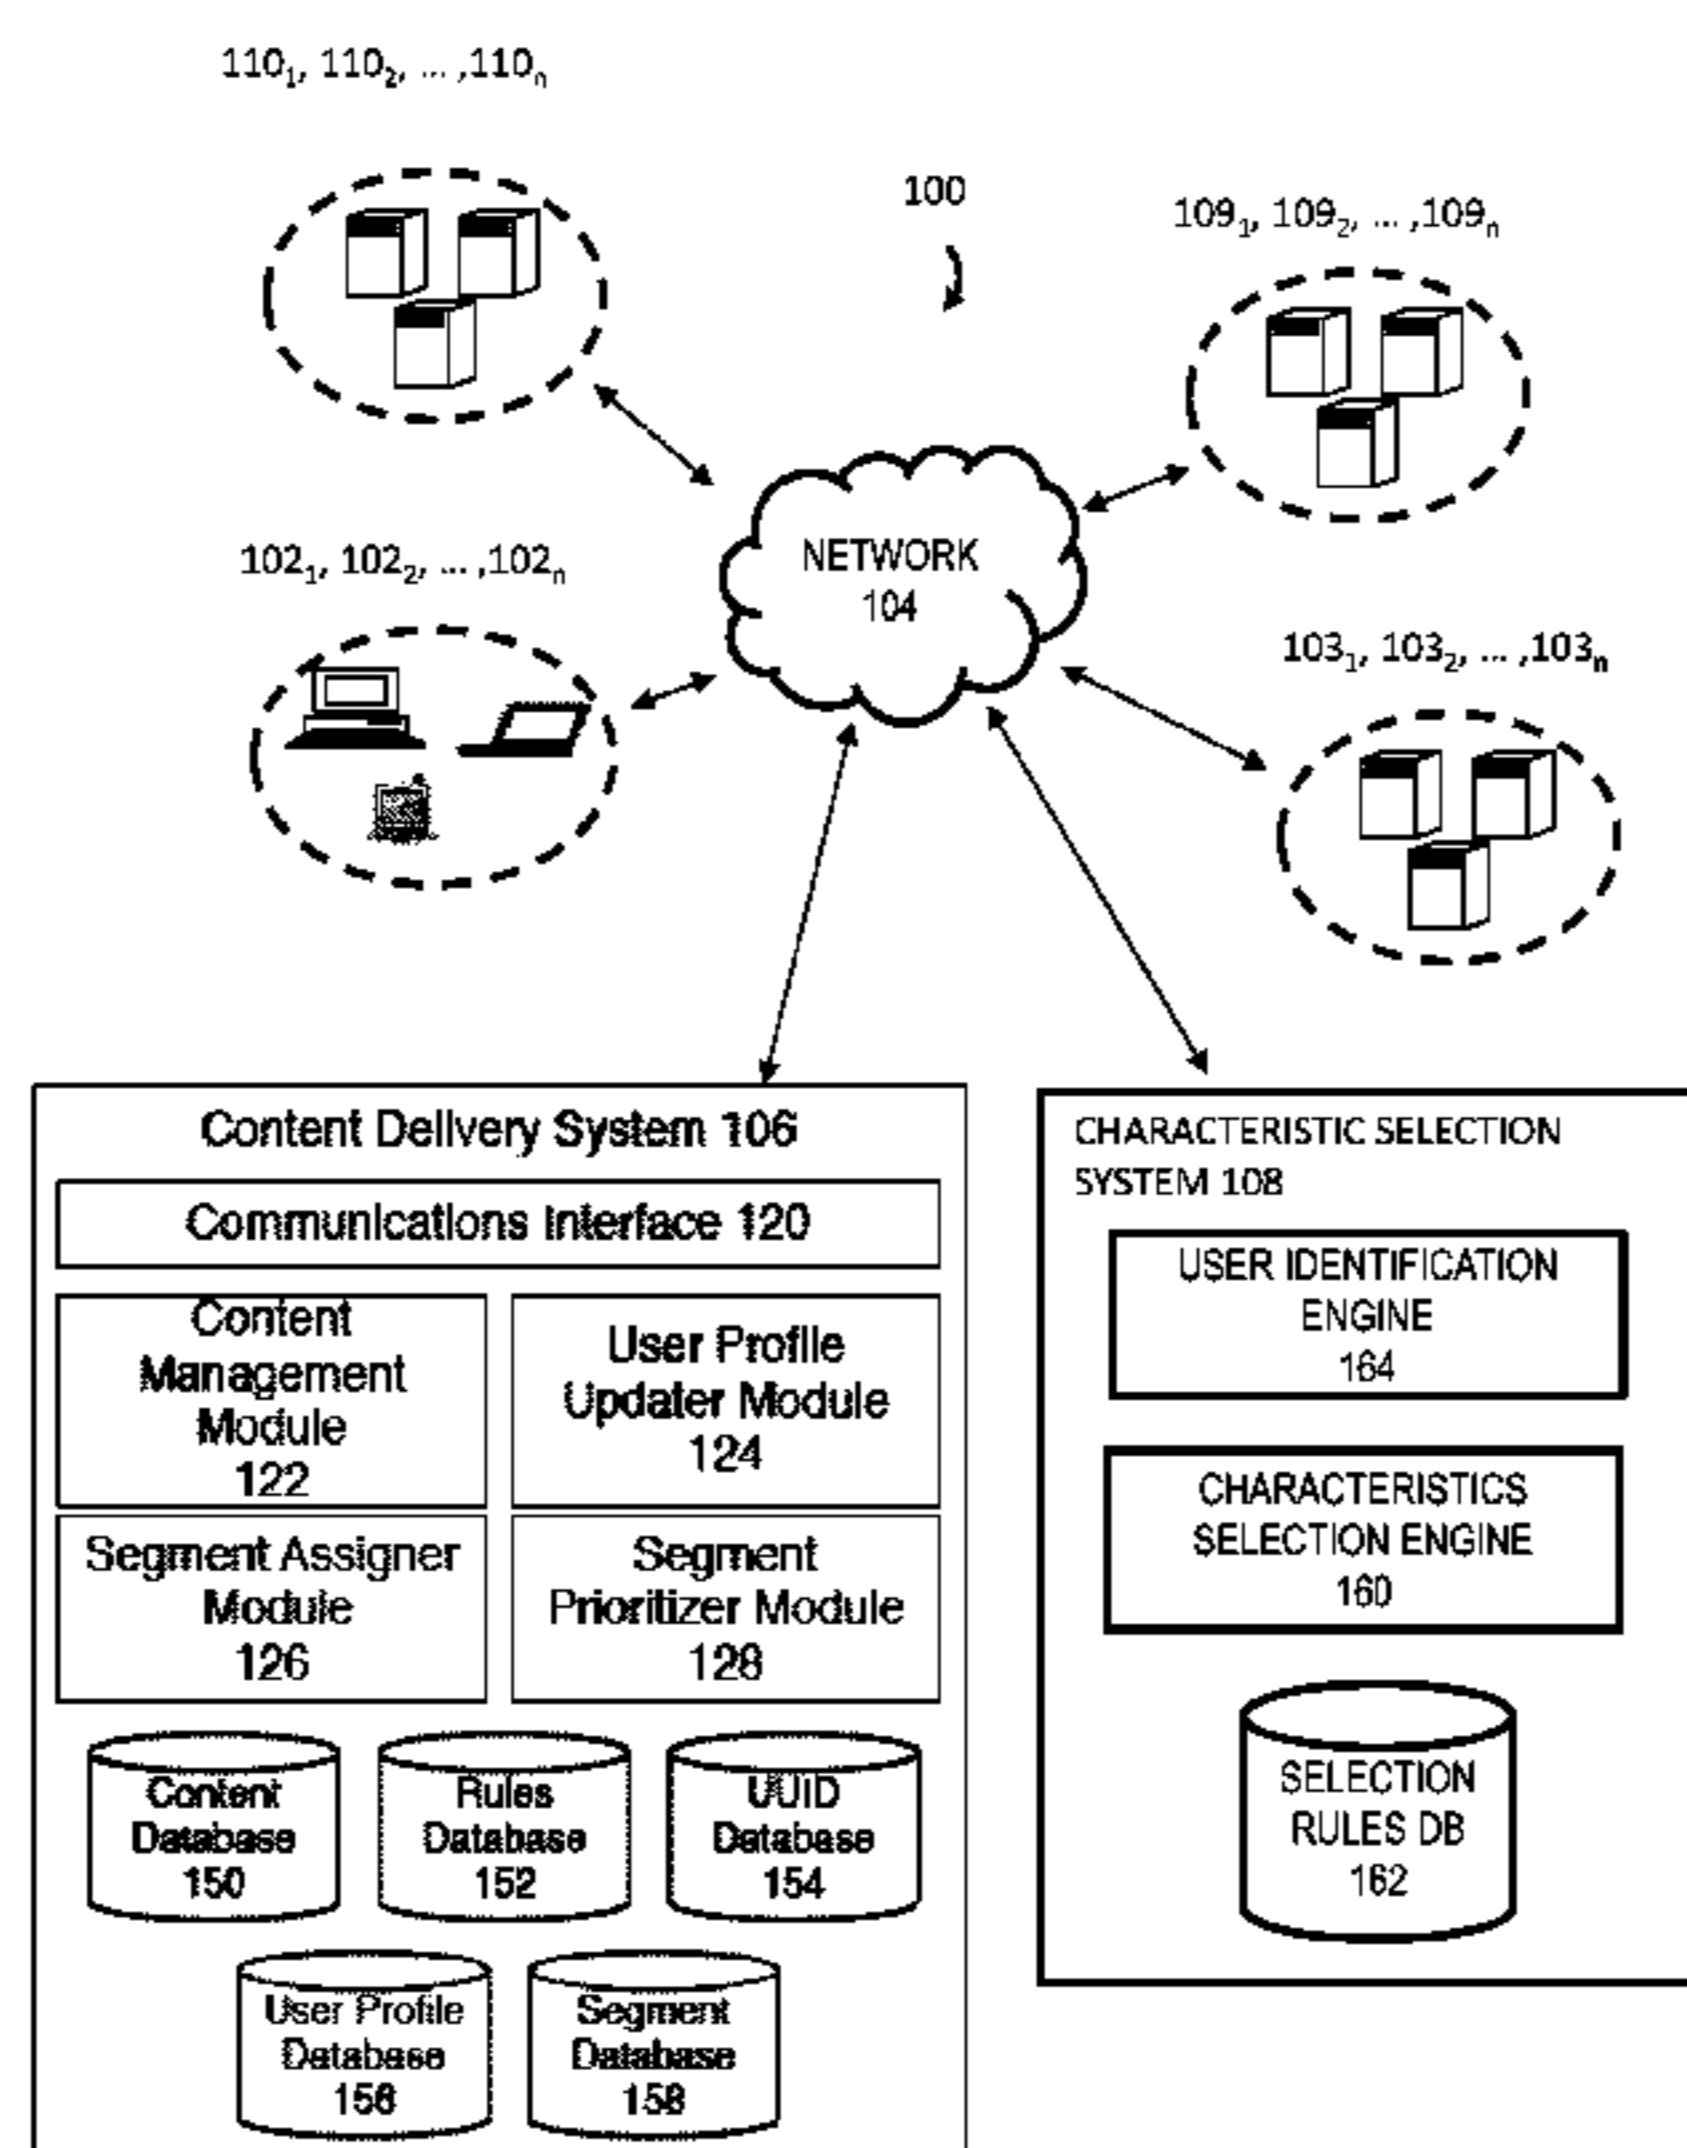 110₁, 110₂, ... ,110ₙ
100
109₁, 109₂, ... ,109ₙ
NETWORK
104
102₁, 102₂, ... ,102ₙ
103₁, 103₂, ... ,103ₙ
Content Delivery System 106
Communications Interface 120
Content
Management
Module
122
User Profile
Updater Module
124
Segment Assigner
Module
126
Segment
Prioritizer Module
128
Content
Database
150
Rules
Database
152
UUID
Database
154
User Profile
Database
156
Segment
Database
158
CHARACTERISTIC SELECTION
SYSTEM 108
USER IDENTIFICATION
ENGINE
164
CHARACTERISTICS
SELECTION ENGINE
160
SELECTION
RULES DB
162